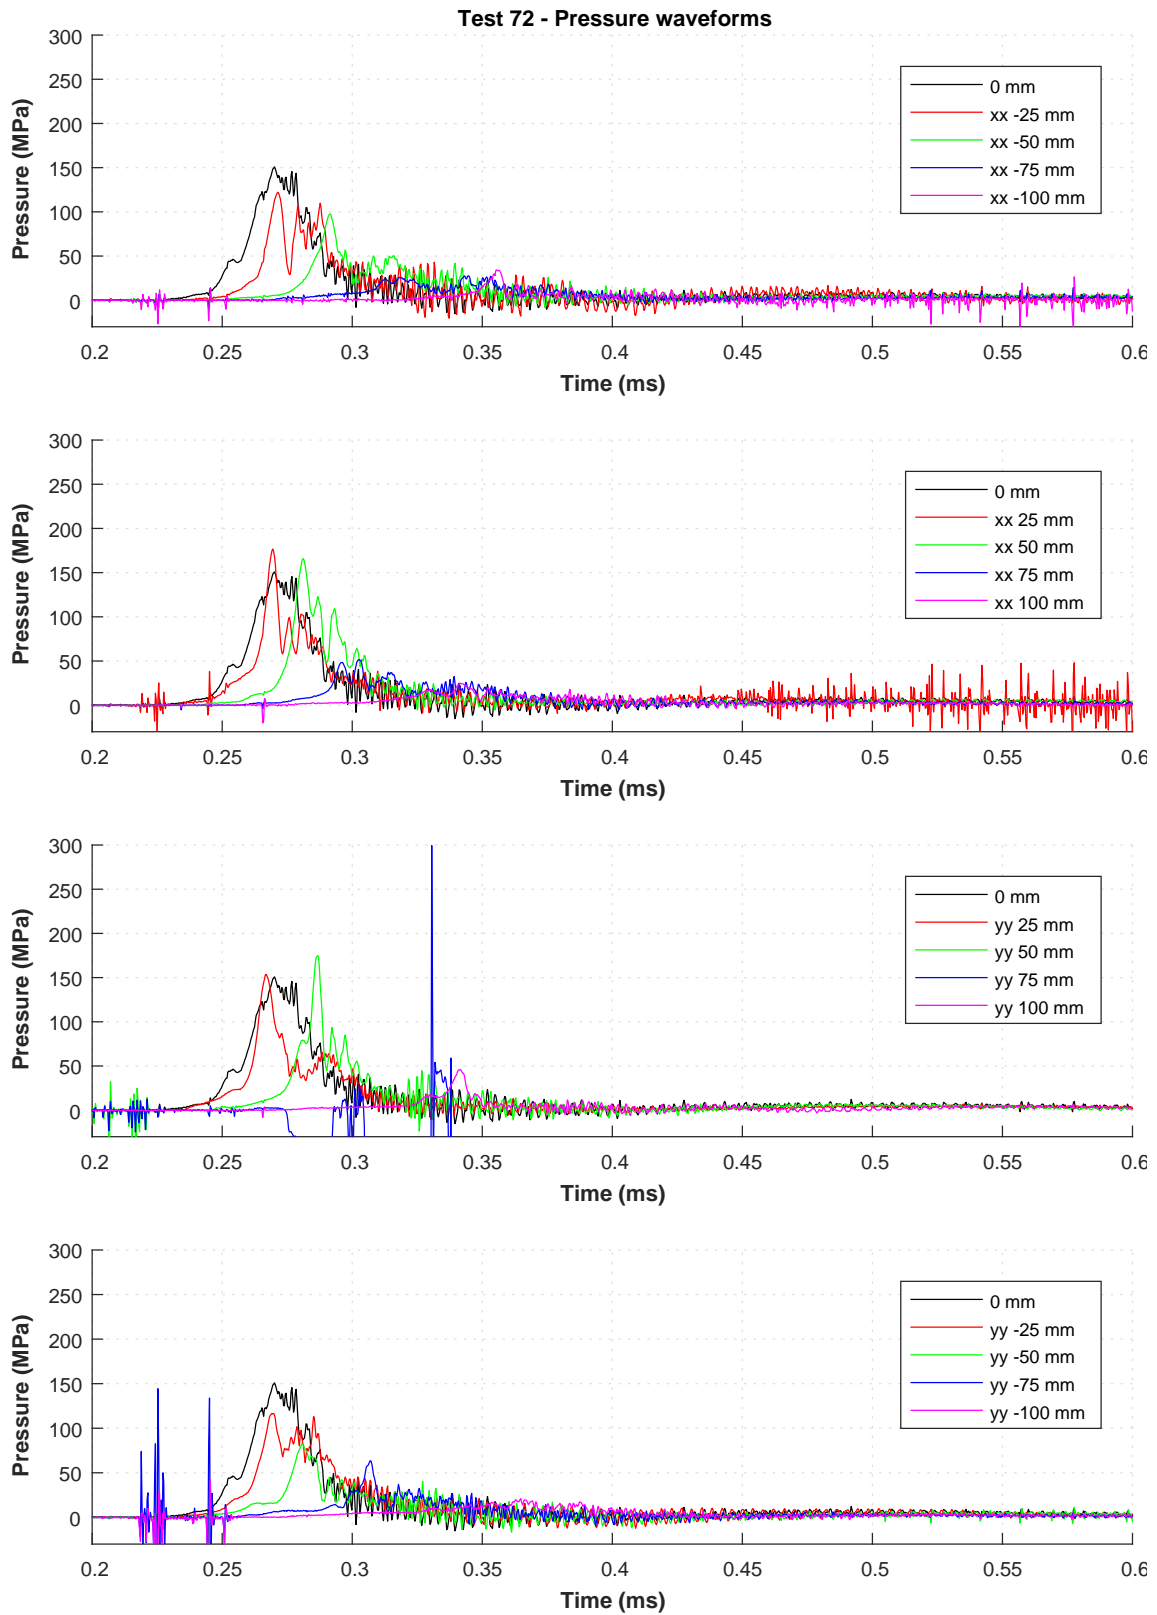 Test 72 - Pressure waveforms
300
250
200
150
100
50
0
Pressure (MPa)
0 mm
xx -25 mm
xx -50 mm
xx -75 mm
xx -100 mm
0.2 0.25 0.3 0.35 0.4 0.45 0.5 0.55 0.6
Time (ms)
300
250
200
150
100
50
0
Pressure (MPa)
0 mm
xx 25 mm
xx 50 mm
xx 75 mm
xx 100 mm
0.2 0.25 0.3 0.35 0.4 0.45 0.5 0.55 0.6
Time (ms)
300
250
200
150
100
50
0
Pressure (MPa)
0 mm
yy 25 mm
yy 50 mm
yy 75 mm
yy 100 mm
0.2 0.25 0.3 0.35 0.4 0.45 0.5 0.55 0.6
Time (ms)
300
250
200
150
100
50
0
Pressure (MPa)
0 mm
yy -25 mm
yy -50 mm
yy -75 mm
yy -100 mm
0.2 0.25 0.3 0.35 0.4 0.45 0.5 0.55 0.6
Time (ms)